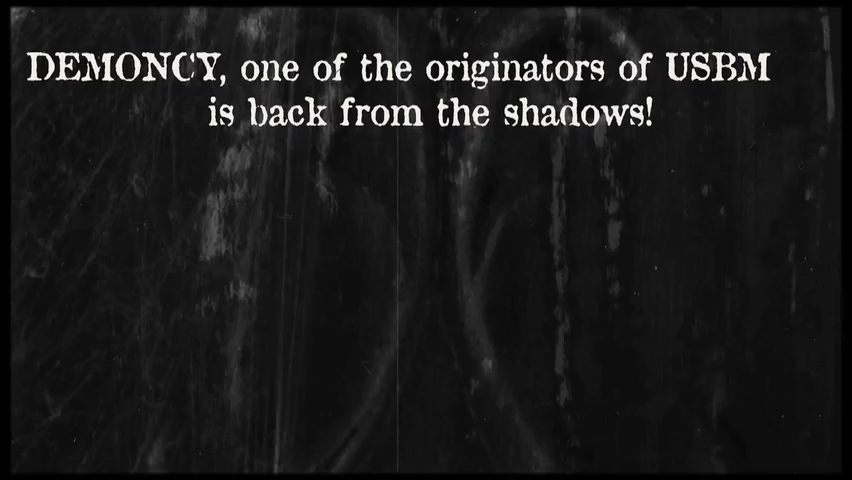 DEMONCY, one of the originators of USBM
is back from the shadows!